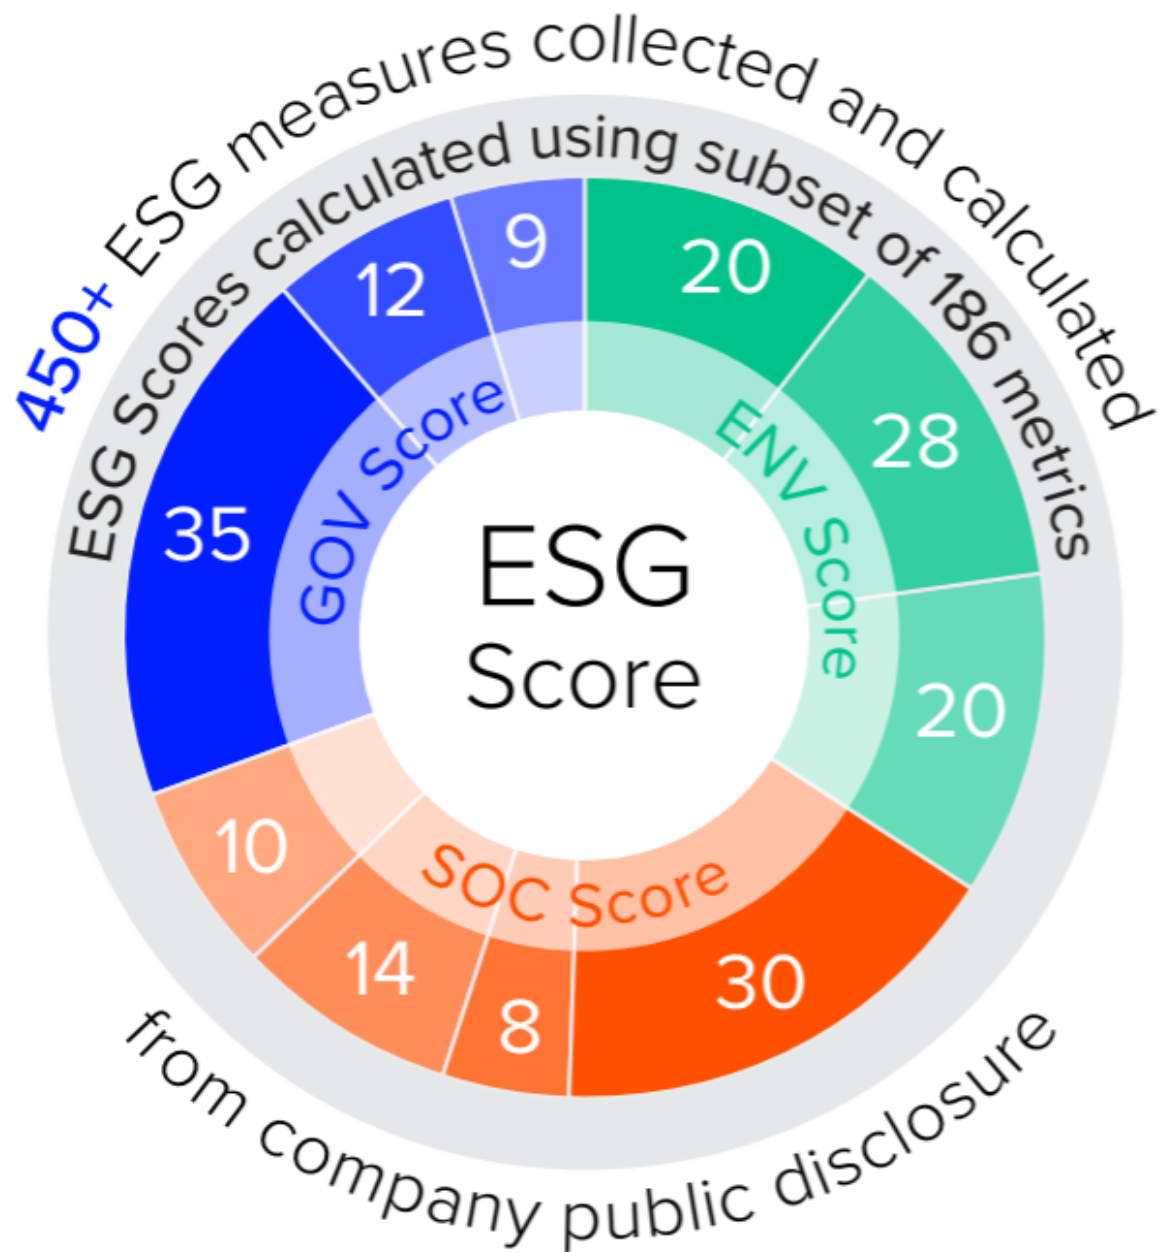 450+ ESG measures collected and calculated
ESG Scores calculated using subset of 186 metrics
9
20
12
28
35
20
10
14
8
30
GOV Score
ENV Score
SOC Score
ESG
Score
from company public disclosure